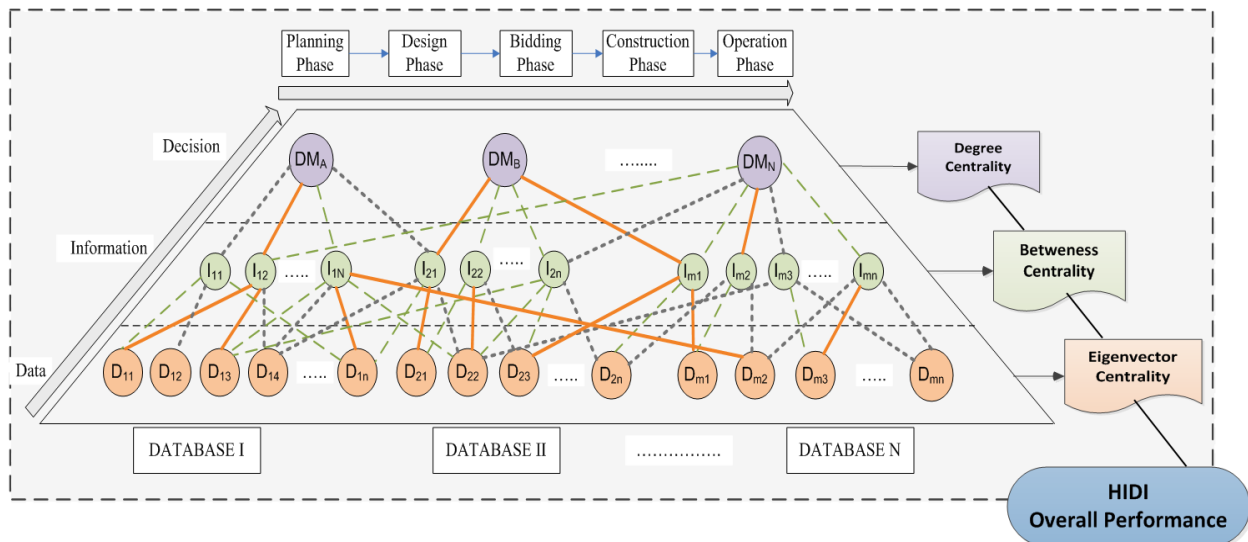 Planning
Phase
Design
Phase
Bidding
Phase
Construction
Phase
Operation
Phase
Decision
DMA
DMB
........
DMN
Degree
Centrality
Information
I11
I12
.....
I1N
I21
I22
.....
I2n
Im1
Im2
Im3
.....
Imn
Betweness
Centrality
Data
D11
D12
D13
D14
.....
D1n
D21
D22
D23
.....
D2n
Dm1
Dm2
Dm3
.....
Dmn
Eigenvector
Centrality
DATABASE I
DATABASE II
................
DATABASE N
HIDI
Overall Performance